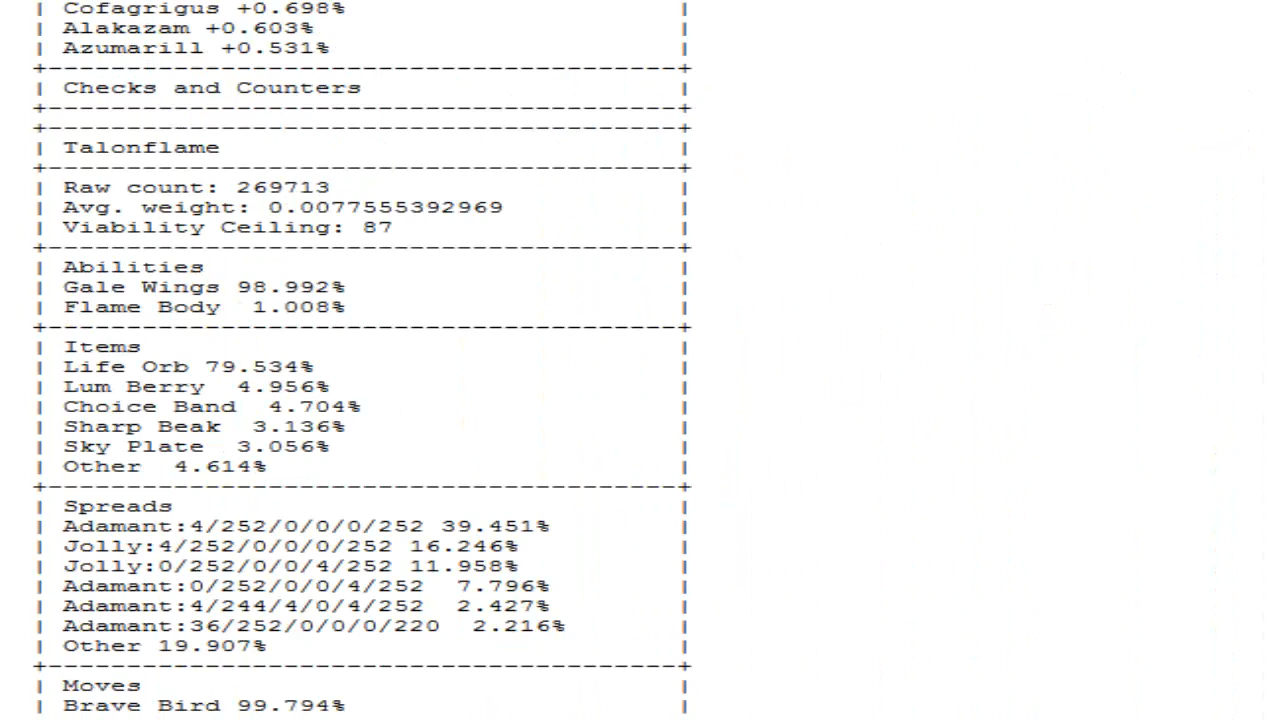 | Cofagrigus +0.698% |
| Alakazam +0.603% |
| Azumarill +0.531% |
+----------------------------------------+
| Checks and Counters |
+----------------------------------------+
+----------------------------------------+
| Talonflame |
+----------------------------------------+
| Raw count: 269713 |
| Avg. weight: 0.0077555392969 |
| Viability Ceiling: 87 |
+----------------------------------------+
| Abilities |
| Gale Wings 98.992% |
| Flame Body 1.008% |
+----------------------------------------+
| Items |
| Life Orb 79.534% |
| Lum Berry 4.956% |
| Choice Band 4.704% |
| Sharp Beak 3.136% |
| Sky Plate 3.056% |
| Other 4.614% |
+----------------------------------------+
| Spreads |
| Adamant:4/252/0/0/0/252 39.451% |
| Jolly:4/252/0/0/0/252 16.246% |
| Jolly:0/252/0/0/4/252 11.958% |
| Adamant:0/252/0/0/4/252 7.796% |
| Adamant:4/244/4/0/4/252 2.427% |
| Adamant:36/252/0/0/0/220 2.216% |
| Other 19.907% |
+----------------------------------------+
| Moves |
| Brave Bird 99.794% |